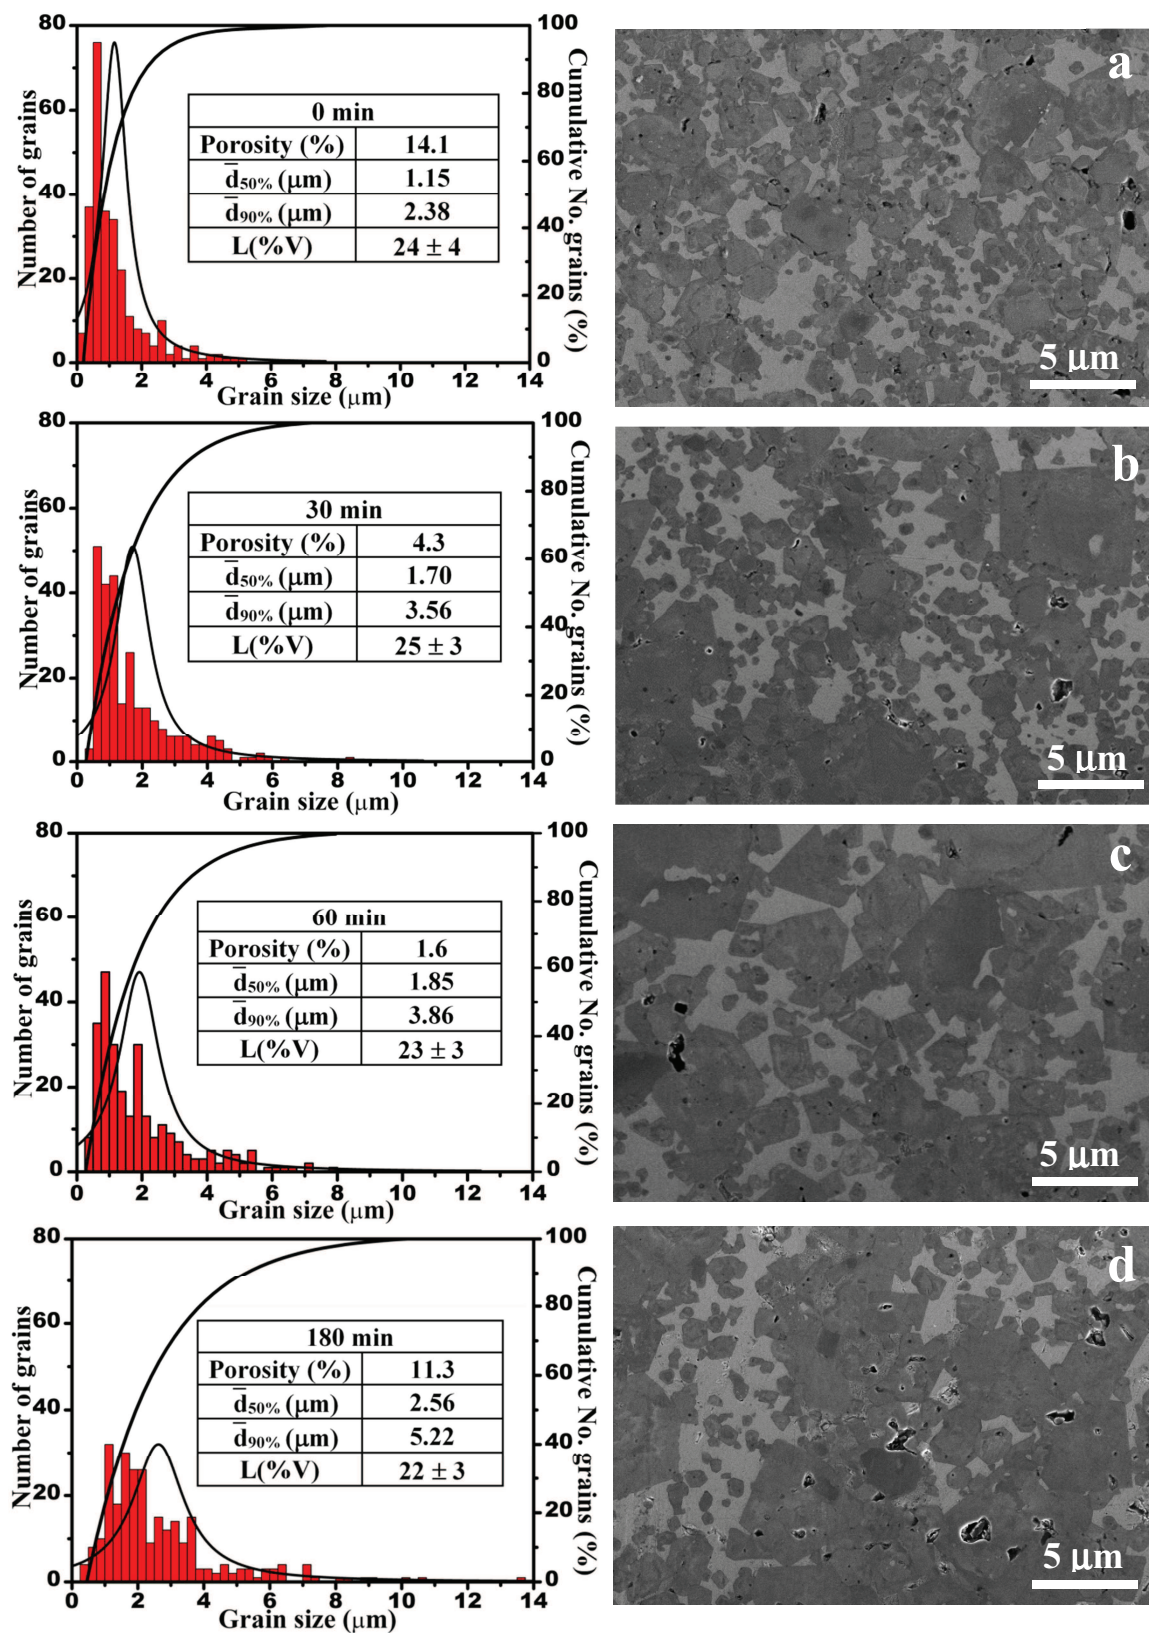 80
60
40
20
0
Number of grains
100
80
60
40
20
0
Cumulative No. grains (%)
0 min
Porosity (%) 14.1
d̅50% (μm) 1.15
d̅90% (μm) 2.38
L(%V) 24 ± 4
0 2 4 6 8 10 12 14
Grain size (μm)
a
5 μm
80
60
40
20
0
Number of grains
100
80
60
40
20
0
Cumulative No. grains (%)
30 min
Porosity (%) 4.3
d̅50% (μm) 1.70
d̅90% (μm) 3.56
L(%V) 25 ± 3
0 2 4 6 8 10 12 14
Grain size (μm)
b
5 μm
80
60
40
20
0
Number of grains
100
80
60
40
20
0
Cumulative No. grains (%)
60 min
Porosity (%) 1.6
d̅50% (μm) 1.85
d̅90% (μm) 3.86
L(%V) 23 ± 3
0 2 4 6 8 10 12 14
Grain size (μm)
c
5 μm
80
60
40
20
0
Number of grains
100
80
60
40
20
0
Cumulative No. grains (%)
180 min
Porosity (%) 11.3
d̅50% (μm) 2.56
d̅90% (μm) 5.22
L(%V) 22 ± 3
0 2 4 6 8 10 12 14
Grain size (μm)
d
5 μm